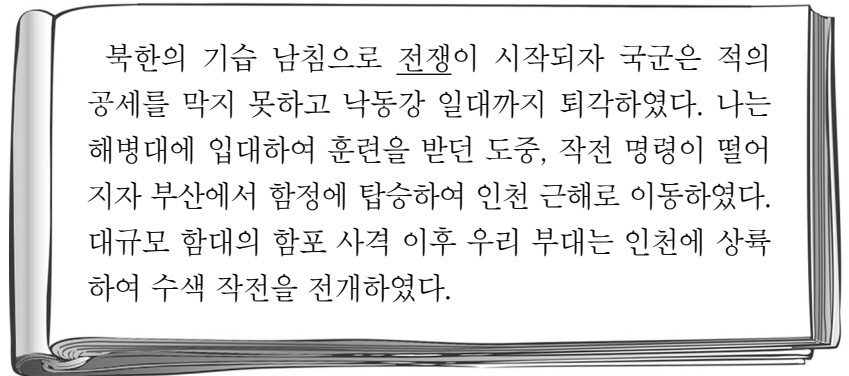 북한의 기습 남침으로 전쟁이 시작되자 국군은 적의
공세를 막지 못하고 낙동강 일대까지 퇴각하였다. 나는
해병대에 입대하여 훈련을 받던 도중, 작전 명령이 떨어
지자 부산에서 함정에 탑승하여 인천 근해로 이동하였다.
대규모 함대의 함포 사격 이후 우리 부대는 인천에 상륙
하여 수색 작전을 전개하였다.